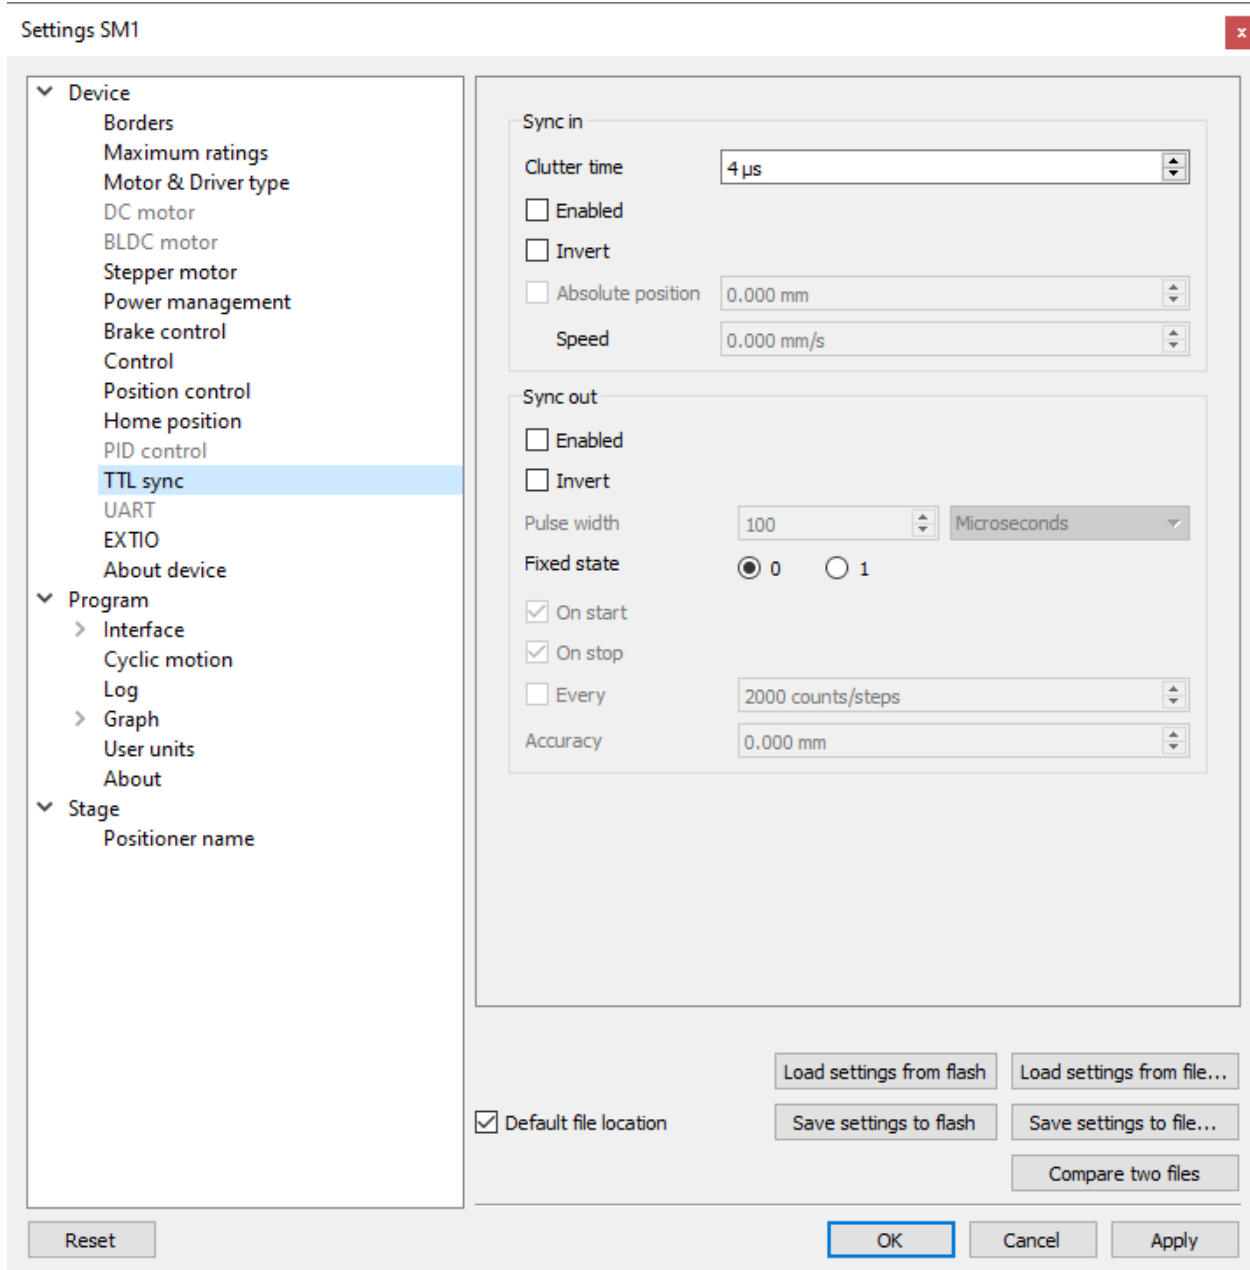 Settings SM1
x
Device
Borders
Maximum ratings
Motor & Driver type
DC motor
BLDC motor
Stepper motor
Power management
Brake control
Control
Position control
Home position
PID control
TTL sync
UART
EXTIO
About device
Program
Interface
Cyclic motion
Log
Graph
User units
About
Stage
Positioner name
Sync in
Clutter time 4 µs
Enabled
Invert
Absolute position 0.000 mm
Speed 0.000 mm/s
Sync out
Enabled
Invert
Pulse width 100 Microseconds
Fixed state 0 1
On start
On stop
Every 2000 counts/steps
Accuracy 0.000 mm
Load settings from flash Load settings from file...
Default file location Save settings to flash Save settings to file...
Compare two files
Reset OK Cancel Apply